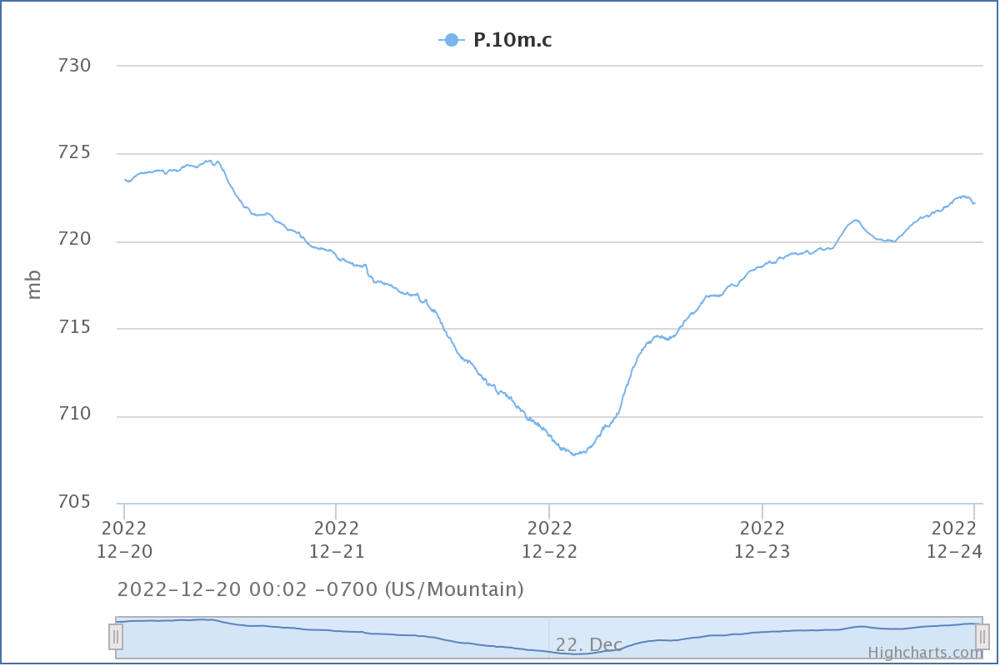 P.10m.c
730
725
720
715
710
705
mb
2022 2022 2022 2022 2022
12-20 12-21 12-22 12-23 12-24
2022-12-20 00:02 -0700 (US/Mountain)
22. Dec
Highcharts.com